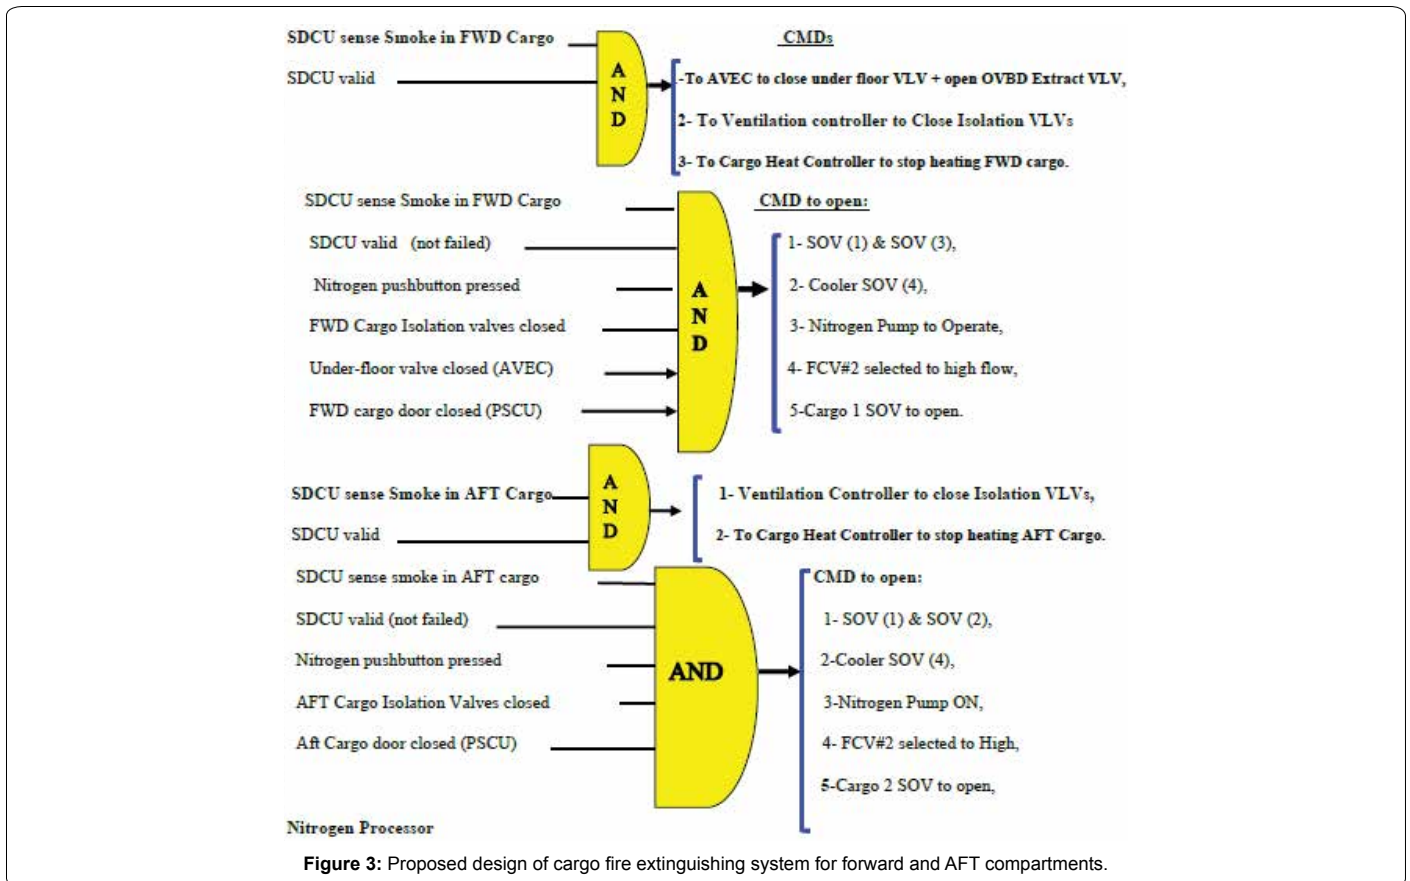 SDCU sense Smoke in FWD Cargo
SDCU valid
A
N
D
CMDs
-To AVEC to close under floor VLV + open OVBD Extract VLV,
2- To Ventilation controller to Close Isolation VLVs
3- To Cargo Heat Controller to stop heating FWD cargo.
SDCU sense Smoke in FWD Cargo
SDCU valid (not failed)
Nitrogen pushbutton pressed
FWD Cargo Isolation valves closed
Under-floor valve closed (AVEC)
FWD cargo door closed (PSCU)
A
N
D
CMD to open:
1- SOV (1) & SOV (3),
2- Cooler SOV (4),
3- Nitrogen Pump to Operate,
4- FCV#2 selected to high flow,
5-Cargo 1 SOV to open.
SDCU sense Smoke in AFT Cargo
SDCU valid
A
N
D
1- Ventilation Controller to close Isolation VLVs,
2- To Cargo Heat Controller to stop heating AFT Cargo.
SDCU sense smoke in AFT cargo
SDCU valid (not failed)
Nitrogen pushbutton pressed
AFT Cargo Isolation Valves closed
Aft Cargo door closed (PSCU)
AND
CMD to open:
1- SOV (1) & SOV (2),
2-Cooler SOV (4),
3-Nitrogen Pump ON,
4- FCV#2 selected to High,
5-Cargo 2 SOV to open,
Nitrogen Processor
Figure 3: Proposed design of cargo fire extinguishing system for forward and AFT compartments.